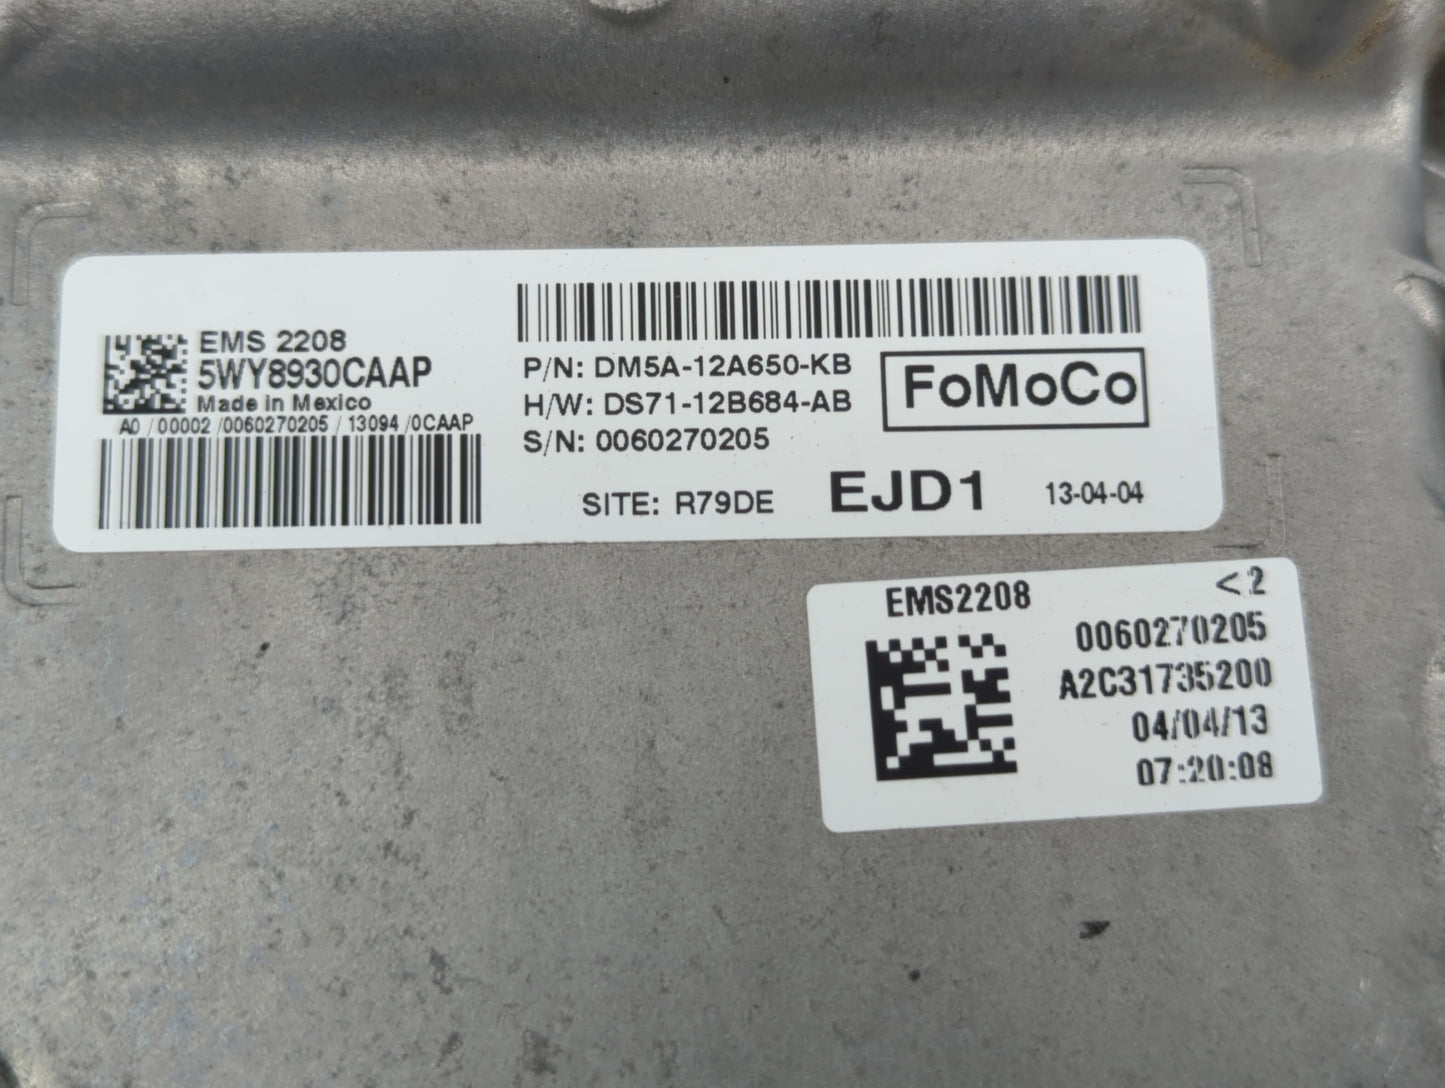 EMS 2208
5WY8930CAAP
Made in Mexico
A0 / 00002 /0060270205 / 13094 /0CAAP
P/N: DM5A-12A650-KB
H/W: DS71-12B684-AB
S/N: 0060270205
FoMoCo
SITE: R79DE EJD1 13-04-04
EMS2208 <2
0060270205
A2C31735200
04/04/13
07:20:08